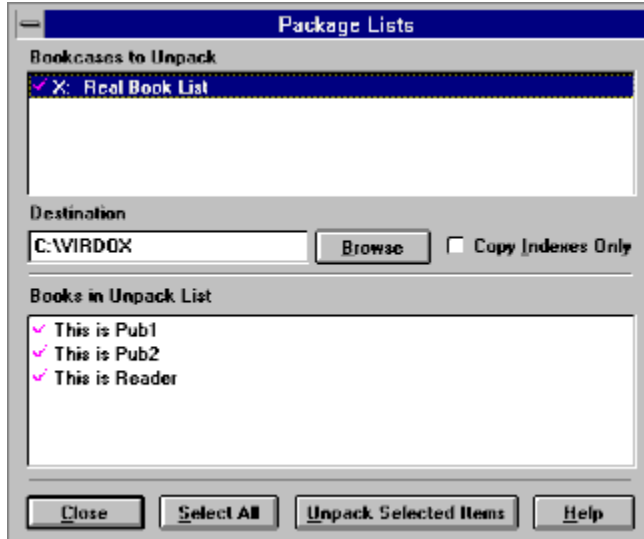 Package Lists
Bookcases to Unpack
X: Real Book List
Destination
C:\VIRDOX Browse Copy Indexes Only
Books in Unpack List
This is Pub1
This is Pub2
This is Reader
Close Select All Unpack Selected Items Help